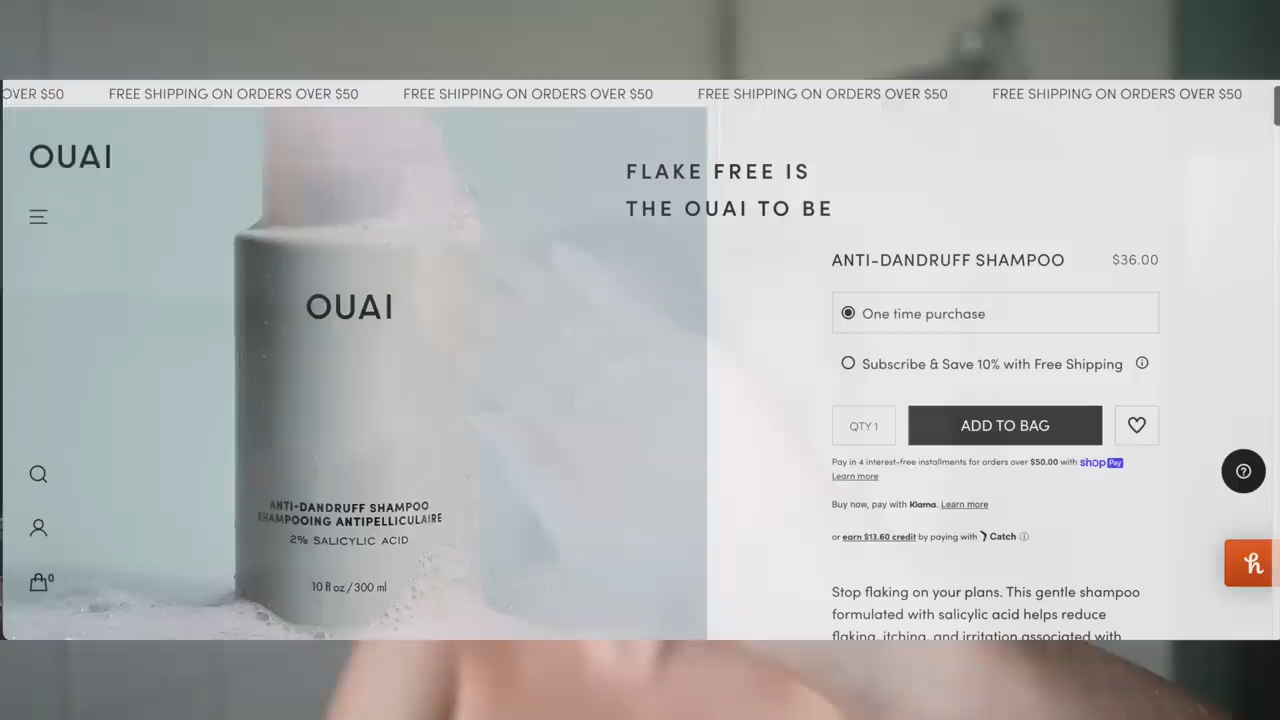 OVER $50 FREE SHIPPING ON ORDERS OVER $50 FREE SHIPPING ON ORDERS OVER $50 FREE SHIPPING ON ORDERS OVER $50 FREE SHIPPING ON ORDERS OVER $50
OUAI
FLAKE FREE IS
THE OUAI TO BE
ANTI-DANDRUFF SHAMPOO $36.00
One time purchase
Subscribe & Save 10% with Free Shipping
QTY 1 ADD TO BAG
Pay in 4 interest-free installments for orders over $50.00 with shop Pay
Learn more
Buy now, pay with Klarna. Learn more
or earn $13.60 credit by paying with Catch
Stop flaking on your plans. This gentle shampoo
formulated with salicylic acid helps reduce
flaking, itching, and irritation associated with
OUAI
ANTI-DANDRUFF SHAMPOO
SHAMPOOING ANTIPELLICULAIRE
2% SALICYLIC ACID
10 fl oz/300 ml
0
h